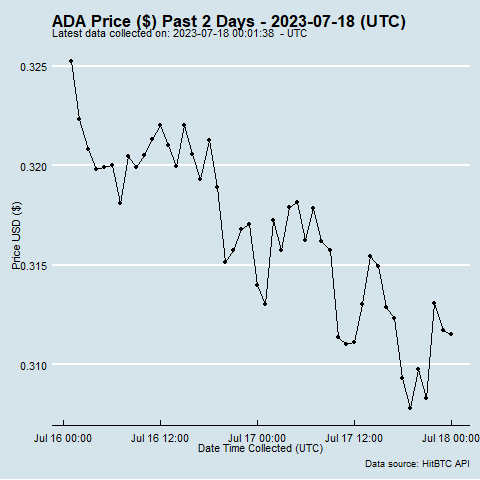 ADA Price ($) Past 2 Days - 2023-07-18 (UTC)
Latest data collected on: 2023-07-18 00:01:38 - UTC
0.325
0.320
0.315
0.310
Price USD ($)
Jul 16 00:00 Jul 16 12:00 Jul 17 00:00 Jul 17 12:00 Jul 18 00:00
Date Time Collected (UTC)
Data source: HitBTC API